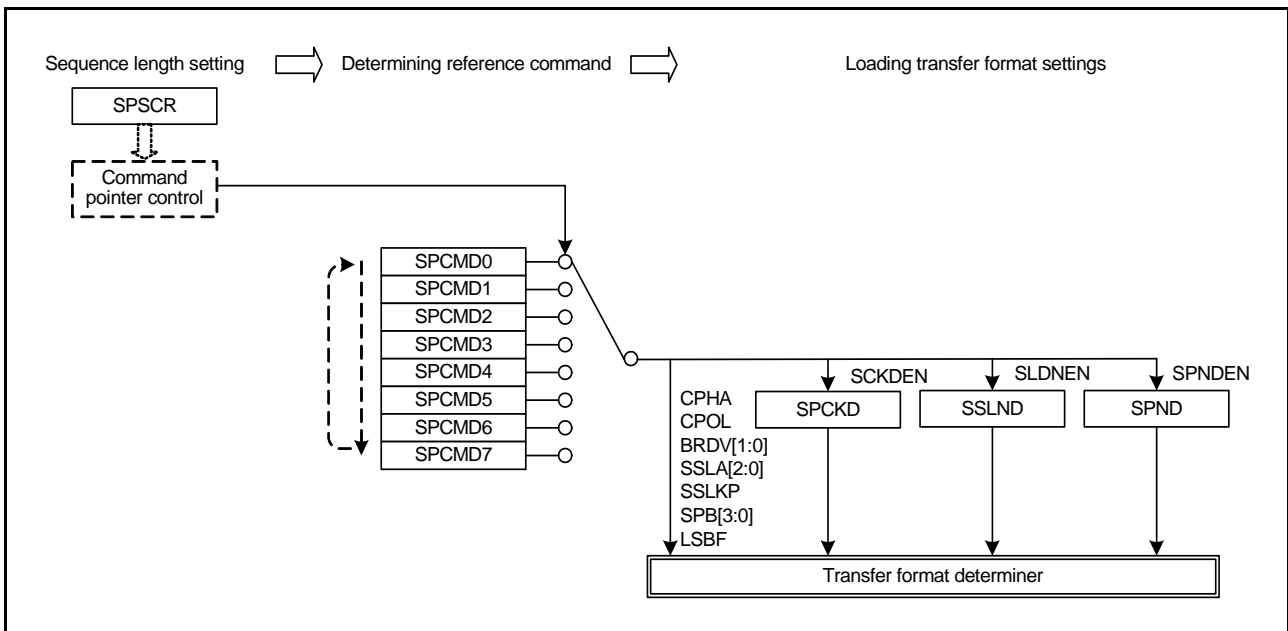 Sequence length setting
Determining reference command
Loading transfer format settings
SPSCR
Command
pointer control
SPCMD0
SPCMD1
SPCMD2
SPCMD3
SPCMD4
SPCMD5
SPCMD6
SPCMD7
CPHA
CPOL
BRDV[1:0]
SSLA[2:0]
SSLKP
SPB[3:0]
LSBF
SCKDEN
SPCKD
SLDNEN
SSLND
SPNDEN
SPND
Transfer format determiner